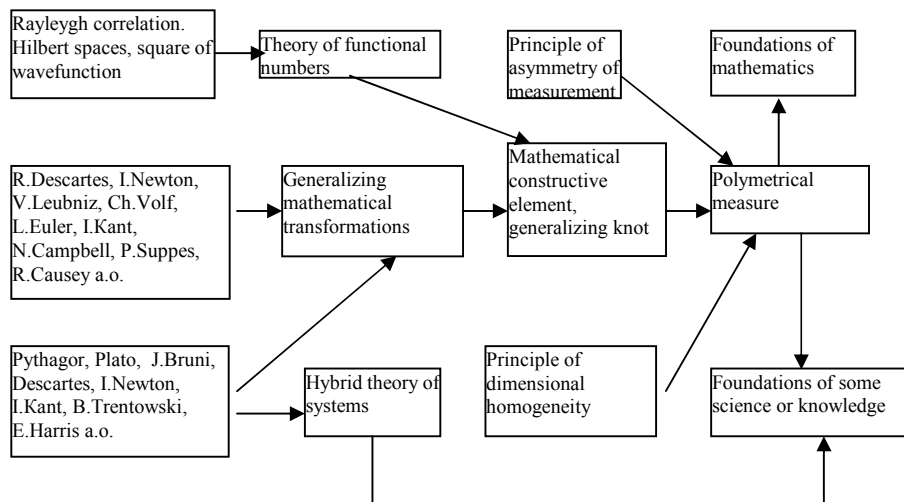 Rayleygh correlation.
Hilbert spaces, square of
wavefunction
Theory of functional
numbers
Principle of
asymmetry of
measurement
Foundations of
mathematics
R.Descartes, I.Newton,
V.Leubniz, Ch.Volf,
L.Euler, I.Kant,
N.Campbell, P.Suppes,
R.Causey a.o.
Generalizing
mathematical
transformations
Mathematical
constructive
element,
generalizing knot
Polymetrical
measure
Pythagor, Plato, J.Bruni,
Descartes, I.Newton,
I.Kant, B.Trentowski,
E.Harris a.o.
Hybrid theory of
systems
Principle of
dimensional
homogeneity
Foundations of some
science or knowledge